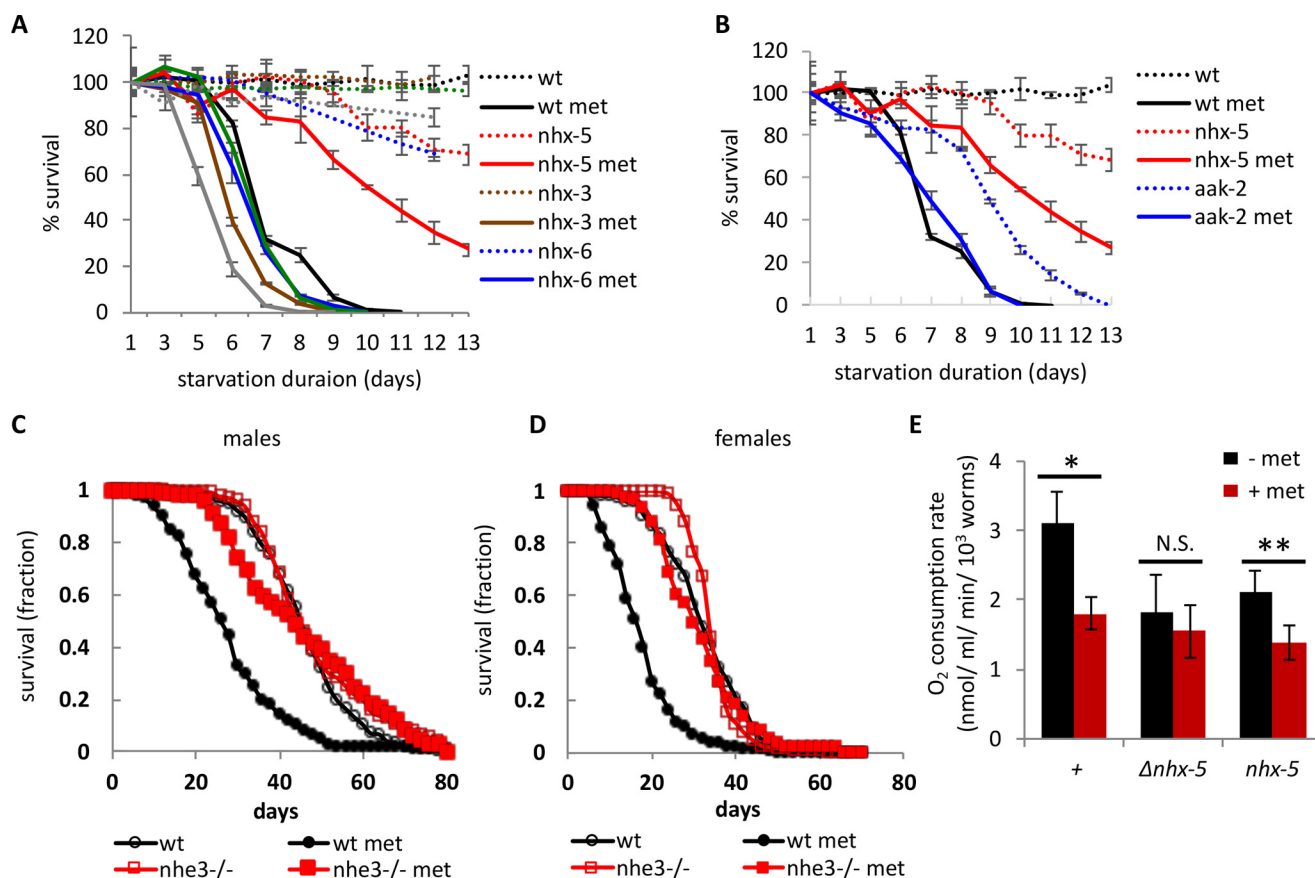 A
120
100
80
60
40
20
0
% survival
1 3 5 6 7 8 9 10 11 12 13
starvation duraion (days)
wt
wt met
nhx-5
nhx-5 met
nhx-3
nhx-3 met
nhx-6
nhx-6 met
B
120
100
80
60
40
20
0
% survival
1 3 5 6 7 8 9 10 11 12 13
starvation duration (days)
wt
wt met
nhx-5
nhx-5 met
aak-2
aak-2 met
C
males
1
0.8
0.6
0.4
0.2
0
survival (fraction)
0 20 40 60 80
days
wt wt met
nhe3-/- nhe3-/- met
D
females
1
0.8
0.6
0.4
0.2
0
survival (fraction)
0 20 40 60 80
days
wt wt met
nhe3-/- nhe3-/- met
E
4
3
2
1
0
O₂ consumption rate
(nmol/ ml/ min/ 10³ worms)
- met
+ met
*
N.S.
**
+ Δnhx-5 nhx-5